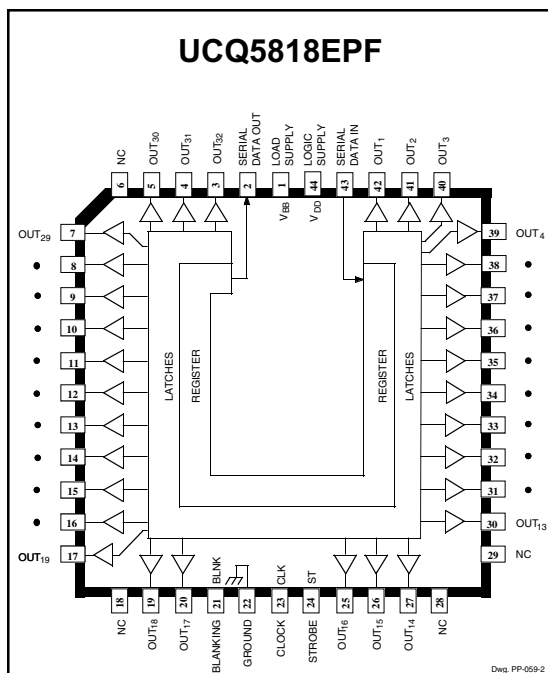 UCQ5818EPF
NC
OUT30
OUT31
OUT32
SERIAL DATA OUT
LOAD SUPPLY
LOGIC SUPPLY
SERIAL DATA IN
OUT1
OUT2
OUT3
6
5
4
3
2
1
44
43
42
41
40
VBB
VDD
OUT29
7
39
OUT4
8
38
9
37
10
36
11
35
12
34
13
33
14
32
15
31
16
30
OUT13
OUT19
17
29
NC
LATCHES
REGISTER
REGISTER
LATCHES
BLNK
CLK
ST
18
19
20
21
22
23
24
25
26
27
28
NC
OUT18
OUT17
BLANKING
GROUND
CLOCK
STROBE
OUT16
OUT15
OUT14
NC
Dwg. PP-059-2